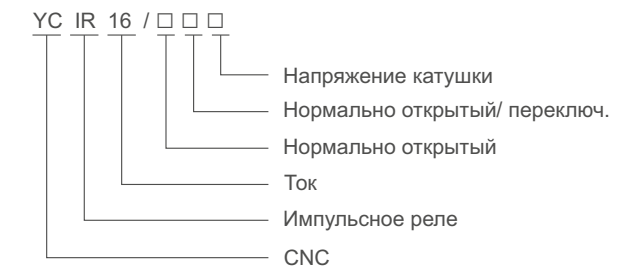 YC IR 16 / □ □ □
Напряжение катушки
Нормально открытый/ переключ.
Нормально открытый
Ток
Импульсное реле
CNC